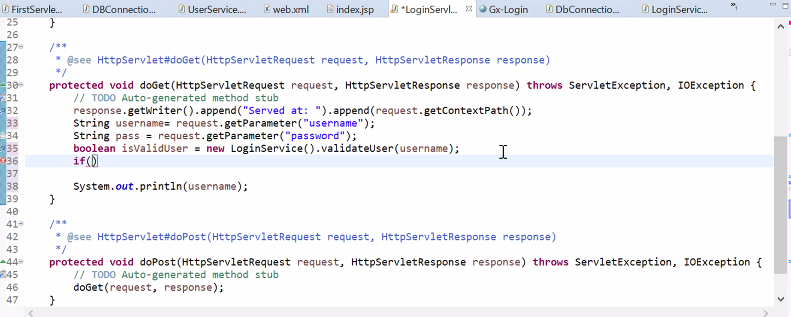 FirstServle...
DBConnectio...
UserService....
web.xml
index.jsp
*LoginServl...
Gx-Login
DbConnectio...
LoginServic...
25 }
26
27 /**
28 * @see HttpServlet#doGet(HttpServletRequest request, HttpServletResponse response)
29 */
30 protected void doGet(HttpServletRequest request, HttpServletResponse response) throws ServletException, IOException {
31 // TODO Auto-generated method stub
32 response.getWriter().append("Served at: ").append(request.getContextPath());
33 String username= request.getParameter("username");
34 String pass = request.getParameter("password");
35 boolean isValidUser = new LoginService().validateUser(username);
36 if()
37
38 System.out.println(username);
39 }
40
41 /**
42 * @see HttpServlet#doPost(HttpServletRequest request, HttpServletResponse response)
43 */
44 protected void doPost(HttpServletRequest request, HttpServletResponse response) throws ServletException, IOException {
45 // TODO Auto-generated method stub
46 doGet(request, response);
47 }